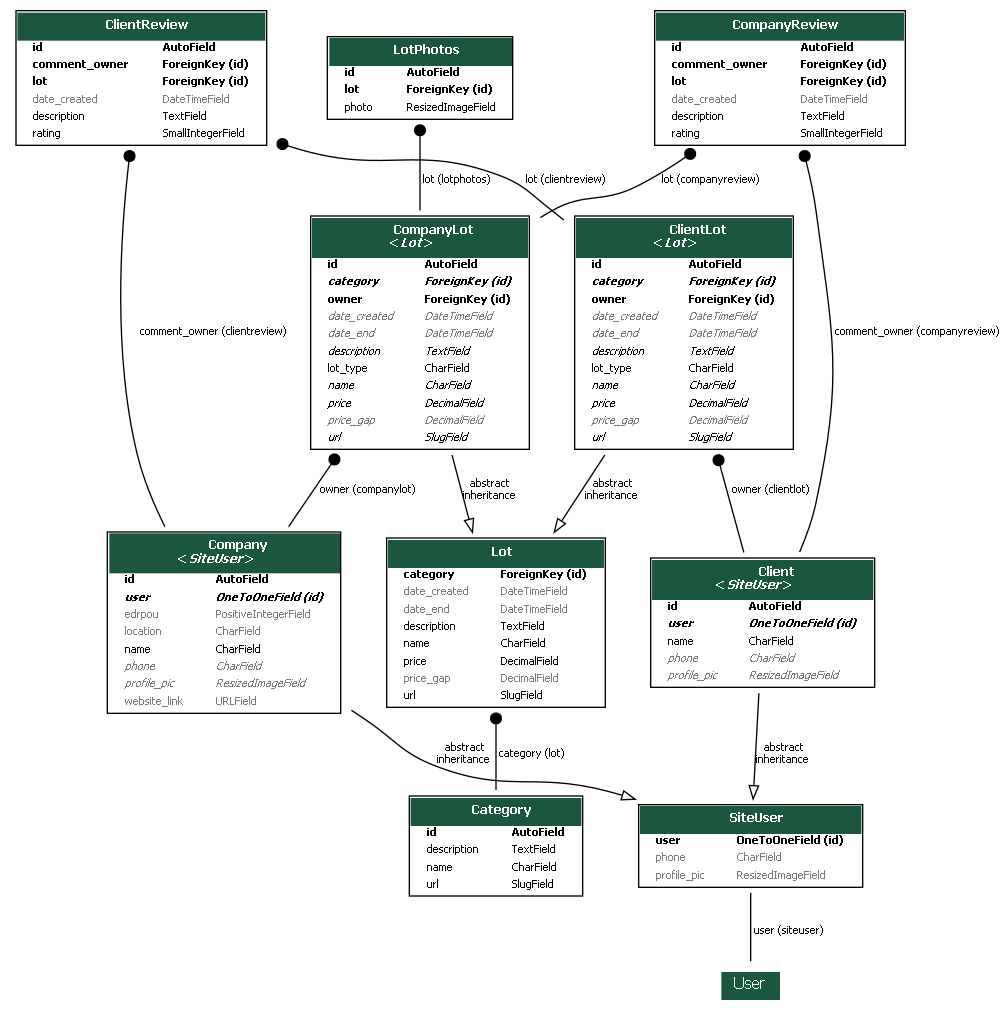 ClientReview
id AutoField
comment_owner ForeignKey (id)
lot ForeignKey (id)
date_created DateTimeField
description TextField
rating SmallIntegerField
LotPhotos
id AutoField
lot ForeignKey (id)
photo ResizedImageField
CompanyReview
id AutoField
comment_owner ForeignKey (id)
lot ForeignKey (id)
date_created DateTimeField
description TextField
rating SmallIntegerField
lot (lotphotos)
lot (clientreview)
lot (companyreview)
CompanyLot
<Lot>
id AutoField
category ForeignKey (id)
owner ForeignKey (id)
date_created DateTimeField
date_end DateTimeField
description TextField
lot_type CharField
name CharField
price DecimalField
price_gap DecimalField
url SlugField
ClientLot
<Lot>
id AutoField
category ForeignKey (id)
owner ForeignKey (id)
date_created DateTimeField
date_end DateTimeField
description TextField
lot_type CharField
name CharField
price DecimalField
price_gap DecimalField
url SlugField
comment_owner (clientreview)
comment_owner (companyreview)
owner (companylot)
abstract
inheritance
abstract
inheritance
owner (clientlot)
Company
<SiteUser>
id AutoField
user OneToOneField (id)
edrpou PositiveIntegerField
location CharField
name CharField
phone CharField
profile_pic ResizedImageField
website_link URLField
Lot
category ForeignKey (id)
date_created DateTimeField
date_end DateTimeField
description TextField
name CharField
price DecimalField
price_gap DecimalField
url SlugField
Client
<SiteUser>
id AutoField
user OneToOneField (id)
name CharField
phone CharField
profile_pic ResizedImageField
abstract
inheritance
category (lot)
abstract
inheritance
Category
id AutoField
description TextField
name CharField
url SlugField
SiteUser
user OneToOneField (id)
phone CharField
profile_pic ResizedImageField
user (siteuser)
User